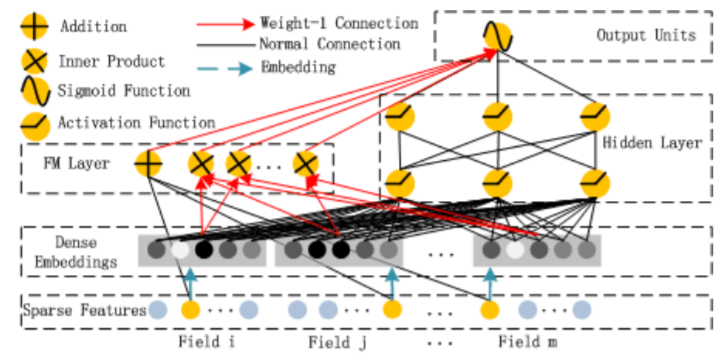 Addition
Weight-1 Connection
Normal Connection
Inner Product
Embedding
Output Units
Sigmoid Function
Activation Function
Hidden Layer
FM Layer
...
Dense
Embeddings
...
Sparse Features
...
...
...
...
Field i
Field j
...
Field m